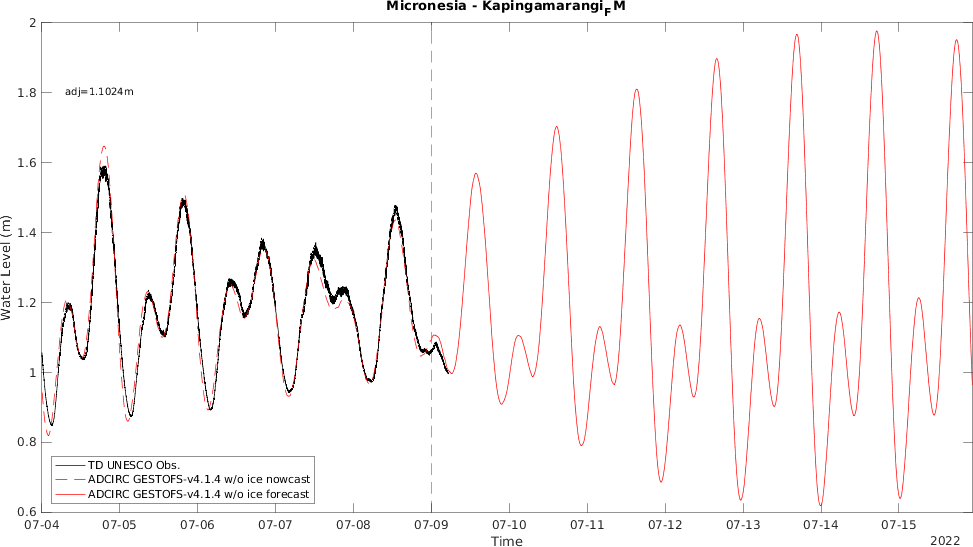 Micronesia - Kapingamarangi_FM
2
1.8
1.6
1.4
1.2
1
0.8
0.6
Water Level (m)
adj=1.1024m
TD UNESCO Obs.
ADCIRC GESTOFS-v4.1.4 w/o ice nowcast
ADCIRC GESTOFS-v4.1.4 w/o ice forecast
07-04 07-05 07-06 07-07 07-08 07-09 07-10 07-11 07-12 07-13 07-14 07-15
Time
2022